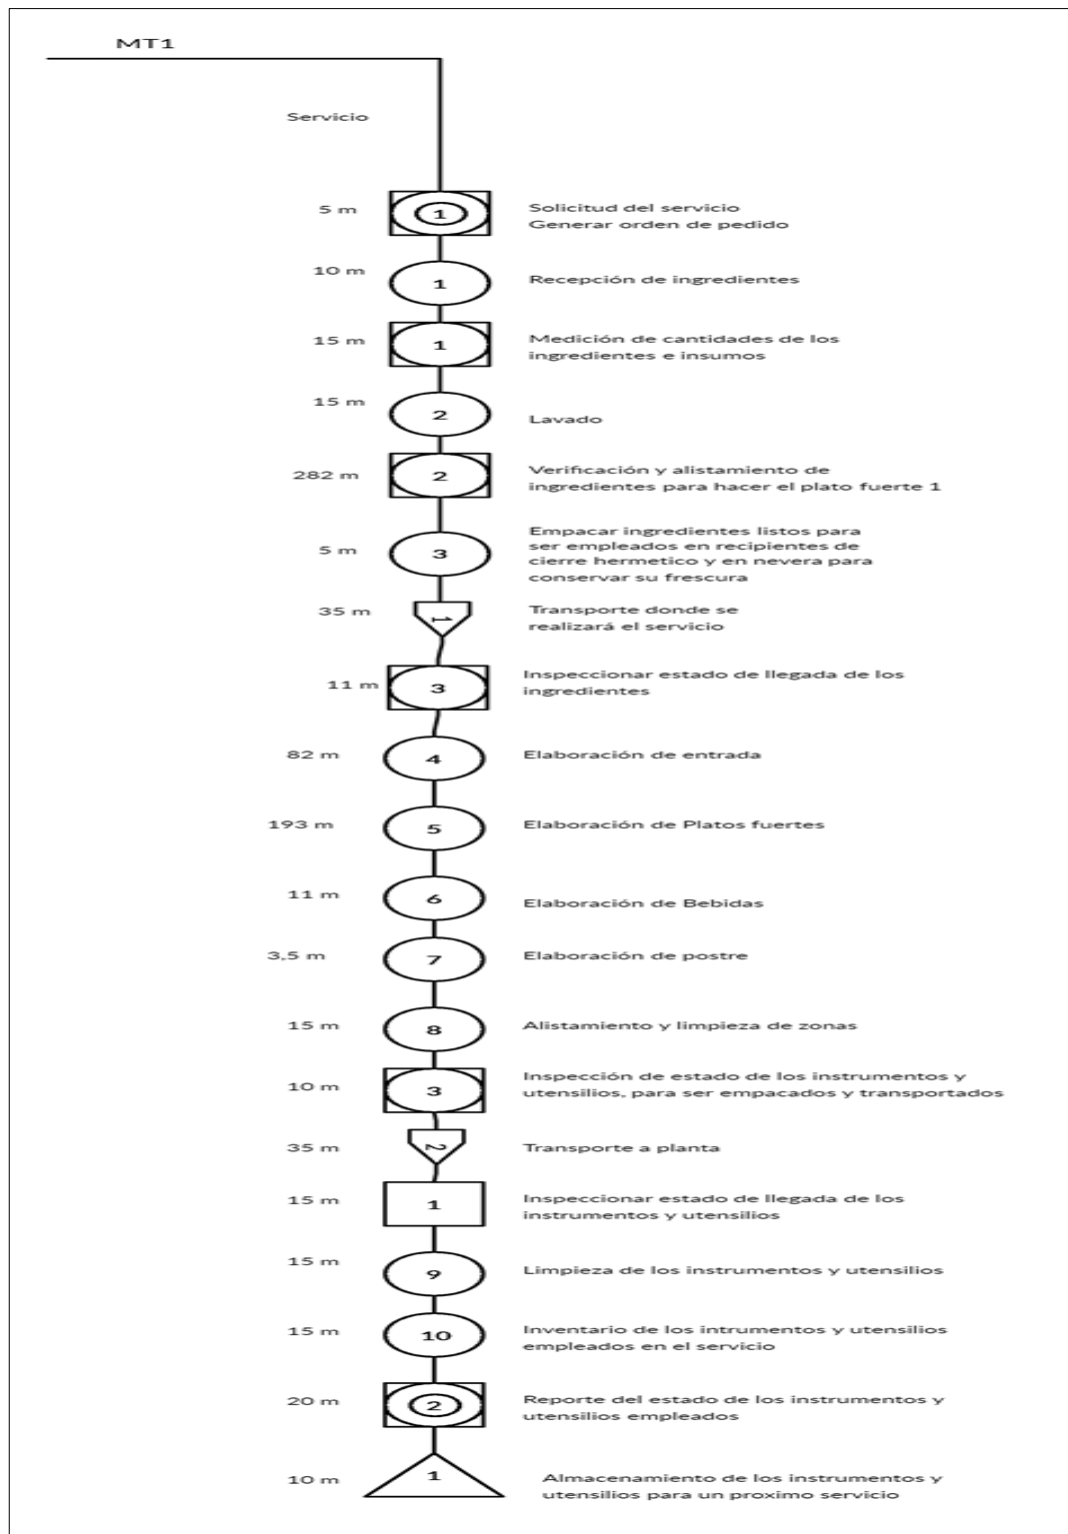 MT1
Servicio
5 m
1
Solicitud del servicio
Generar orden de pedido
10 m
1
Recepción de ingredientes
15 m
1
Medición de cantidades de los
ingredientes e insumos
15 m
2
Lavado
282 m
2
Verificación y alistamiento de
ingredientes para hacer el plato fuerte 1
5 m
3
Empacar ingredientes listos para
ser empleados en recipientes de
cierre hermetico y en nevera para
conservar su frescura
35 m
1
Transporte donde se
realizará el servicio
11 m
3
Inspeccionar estado de llegada de los
ingredientes
82 m
4
Elaboración de entrada
193 m
5
Elaboración de Platos fuertes
11 m
6
Elaboración de Bebidas
3,5 m
7
Elaboración de postre
15 m
8
Alistamiento y limpieza de zonas
10 m
3
Inspección de estado de los instrumentos y
utensilios, para ser empacados y transportados
35 m
2
Transporte a planta
15 m
1
Inspeccionar estado de llegada de los
instrumentos y utensilios
15 m
9
Limpieza de los instrumentos y utensilios
15 m
10
Inventario de los intrumentos y utensilios
empleados en el servicio
20 m
2
Reporte del estado de los instrumentos y
utensilios empleados
10 m
1
Almacenamiento de los instrumentos y
utensilios para un proximo servicio